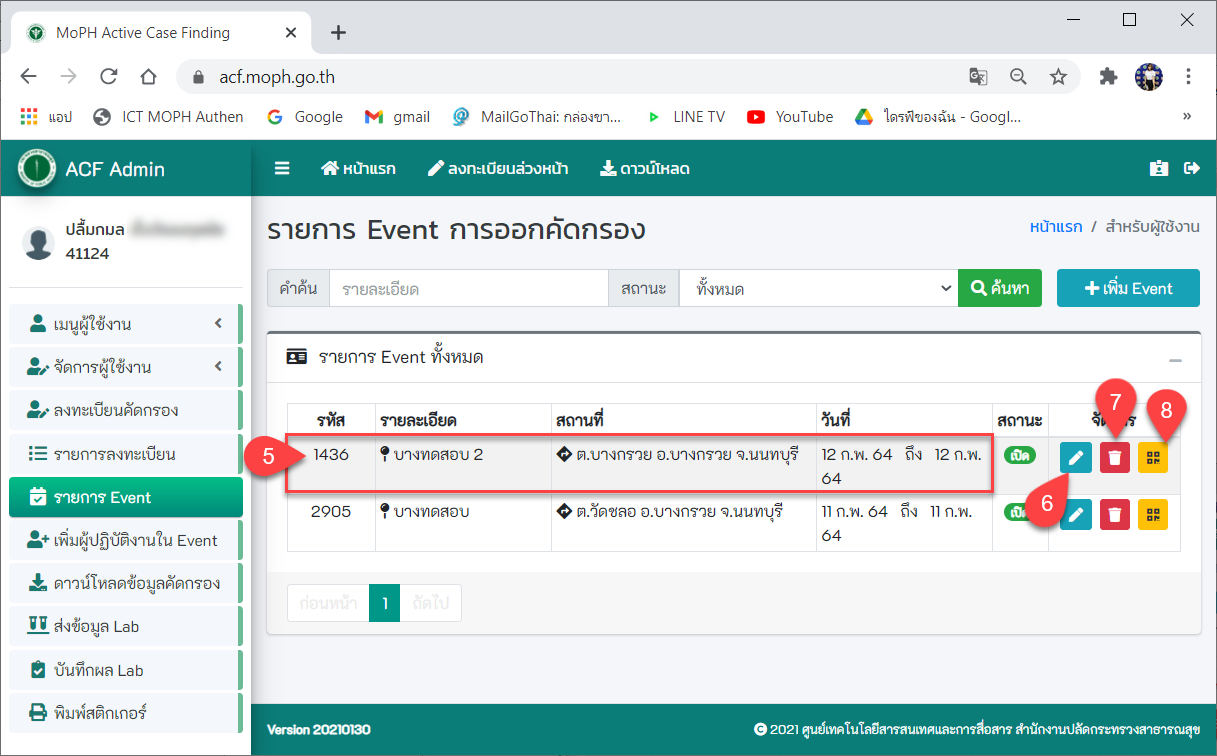 MoPH Active Case Finding
acf.moph.go.th
แอป
ICT MOPH Authen
Google
gmail
MailGoThai: กล่องขา...
LINE TV
YouTube
ไดรฟ์ของฉัน - Googl...
»
ACF Admin
หน้าแรก
ลงทะเบียนล่วงหน้า
ดาวน์โหลด
ปลื้มกมล
41124
เมนูผู้ใช้งาน
จัดการผู้ใช้งาน
ลงทะเบียนคัดกรอง
รายการลงทะเบียน
รายการ Event
เพิ่มผู้ปฏิบัติงานใน Event
ดาวน์โหลดข้อมูลคัดกรอง
ส่งข้อมูล Lab
บันทึกผล Lab
พิมพ์สติกเกอร์
รายการ Event การออกคัดกรอง
หน้าแรก / สำหรับผู้ใช้งาน
คำค้น รายละเอียด สถานะ ทั้งหมด ค้นหา
เพิ่ม Event
รายการ Event ทั้งหมด
รหัส รายละเอียด สถานที่ วันที่ สถานะ
7
8
5
1436 บางทดสอบ 2 ต.บางกรวย อ.บางกรวย จ.นนทบุรี 12 ก.พ. 64 ถึง 12 ก.พ. เปิด
64
6
2905 บางทดสอบ ต.วัดชลอ อ.บางกรวย จ.นนทบุรี 11 ก.พ. 64 ถึง 11 ก.พ.
64
ก่อนหน้า 1 ถัดไป
Version 20210130
© 2021 ศูนย์เทคโนโลยีสารสนเทศและการสื่อสาร สำนักงานปลัดกระทรวงสาธารณสุข